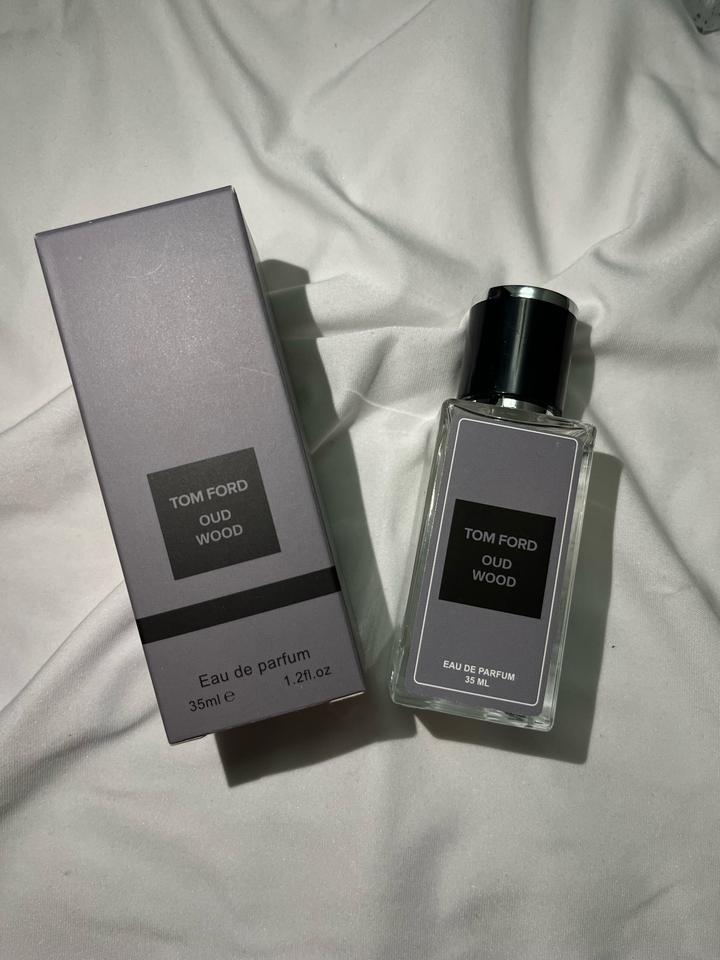 TOM FORD
OUD
WOOD
Eau de parfum
35ml ℮
1.2fl.oz
TOM FORD
OUD
WOOD
EAU DE PARFUM
35 ML